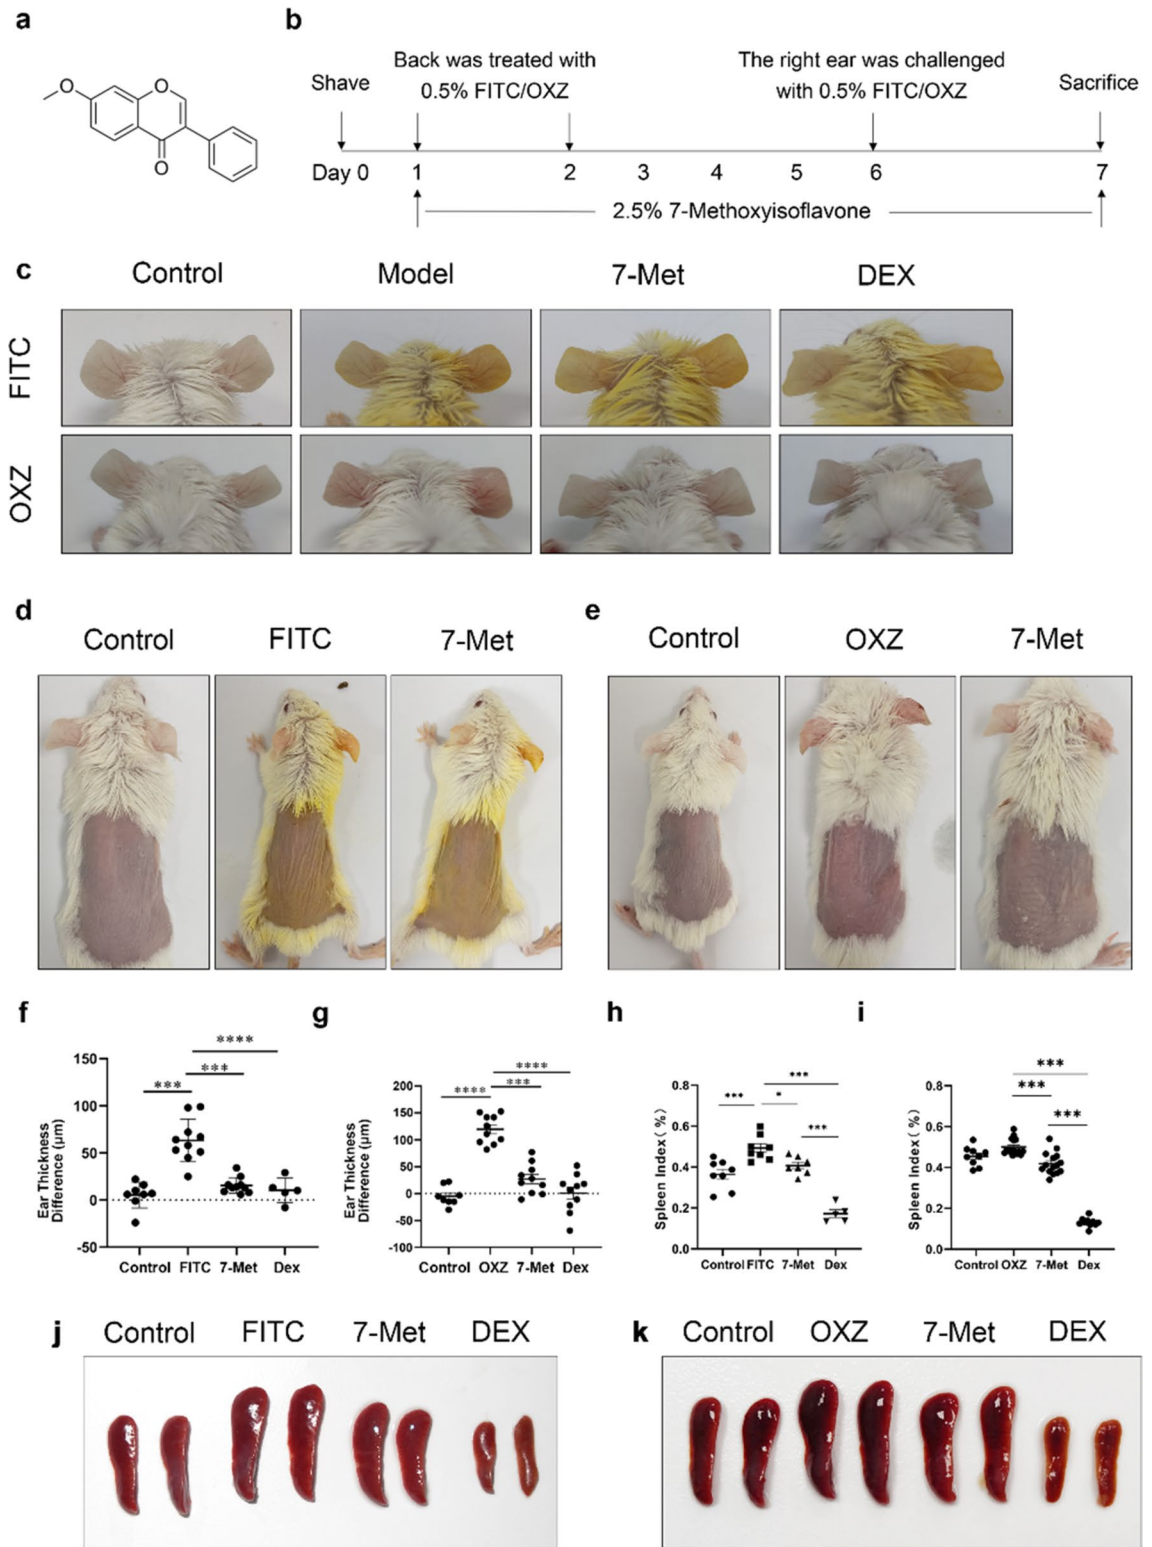 a
O
O
O
b
Shave
Back was treated with
0.5% FITC/OXZ
The right ear was challenged
with 0.5% FITC/OXZ
Sacrifice
Day 0 1 2 3 4 5 6 7
2.5% 7-Methoxyisoflavone
c
Control Model 7-Met DEX
FITC
OXZ
d
Control FITC 7-Met
e
Control OXZ 7-Met
f
Ear Thickness
Difference (μm)
150
100
50
0
-50
*** *** ****
Control FITC 7-Met Dex
g
Ear Thickness
Difference (μm)
200
150
100
50
0
-50
-100
**** *** ****
Control OXZ 7-Met Dex
h
Spleen Index ( %)
0.8
0.6
0.4
0.2
0.0
*** * *** ***
Control FITC 7-Met Dex
i
Spleen Index ( %)
0.8
0.6
0.4
0.2
0.0
*** *** ***
Control OXZ 7-Met Dex
j
Control FITC 7-Met DEX
k
Control OXZ 7-Met DEX